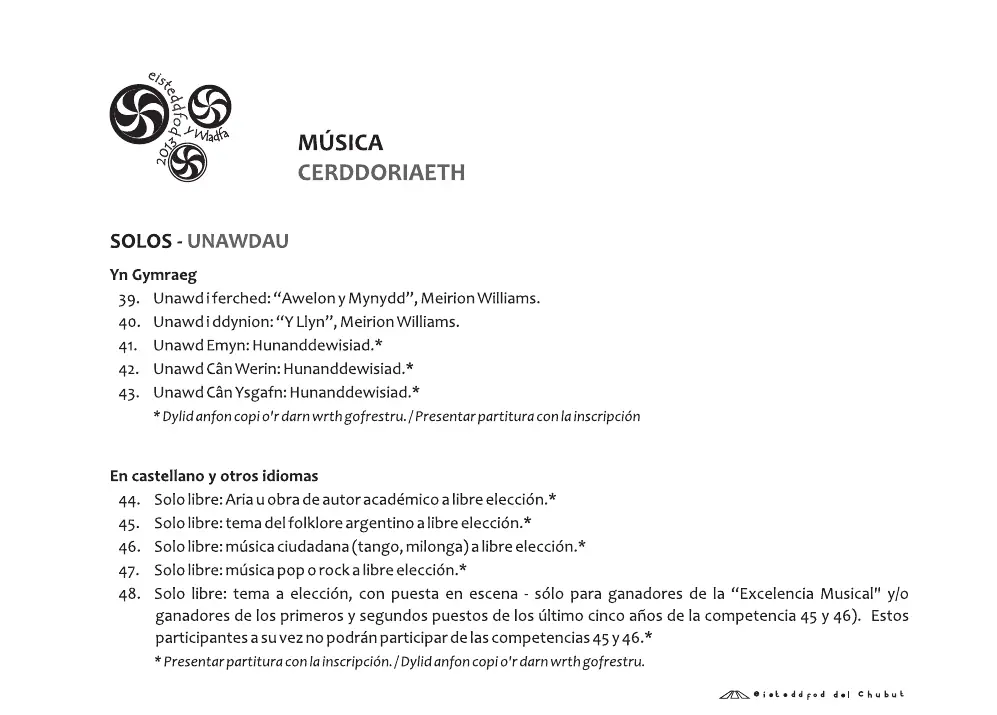 eisteddfod
y Wladfa
2013
MÚSICA
CERDDORIAETH
SOLOS - UNAWDAU
Yn Gymraeg
39. Unawd i ferched: “Awelon y Mynydd”, Meirion Williams.
40. Unawd i ddynion: “Y Llyn”, Meirion Williams.
41. Unawd Emyn: Hunanddewisiad.*
42. Unawd Cân Werin: Hunanddewisiad.*
43. Unawd Cân Ysgafn: Hunanddewisiad.*
* Dylid anfon copi o'r darn wrth gofrestru. / Presentar partitura con la inscripción
En castellano y otros idiomas
44. Solo libre: Aria u obra de autor académico a libre elección.*
45. Solo libre: tema del folklore argentino a libre elección.*
46. Solo libre: música ciudadana (tango, milonga) a libre elección.*
47. Solo libre: música pop o rock a libre elección.*
48. Solo libre: tema a elección, con puesta en escena - sólo para ganadores de la “Excelencia Musical" y/o
ganadores de los primeros y segundos puestos de los último cinco años de la competencia 45 y 46). Estos
participantes a su vez no podrán participar de las competencias 45 y 46.*
* Presentar partitura con la inscripción. / Dylid anfon copi o'r darn wrth gofrestru.
eisteddfod del Chubut